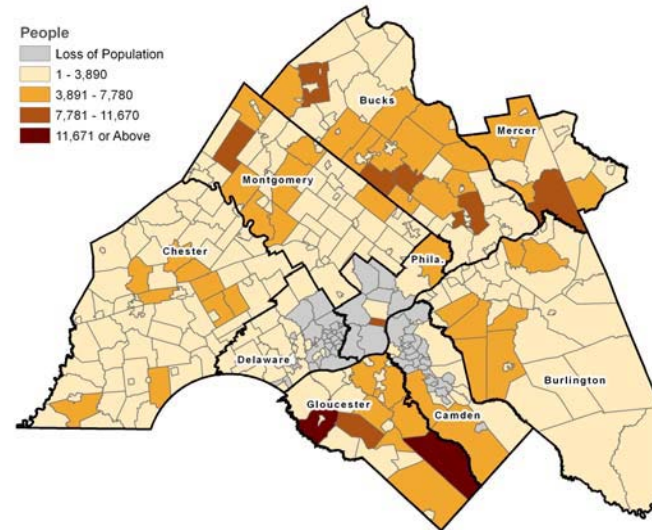 People
Loss of Population
1 - 3,890
3,891 - 7,780
7,781 - 11,670
11,671 or Above
Bucks
Mercer
Montgomery
Chester
Phila.
Delaware
Burlington
Gloucester
Camden